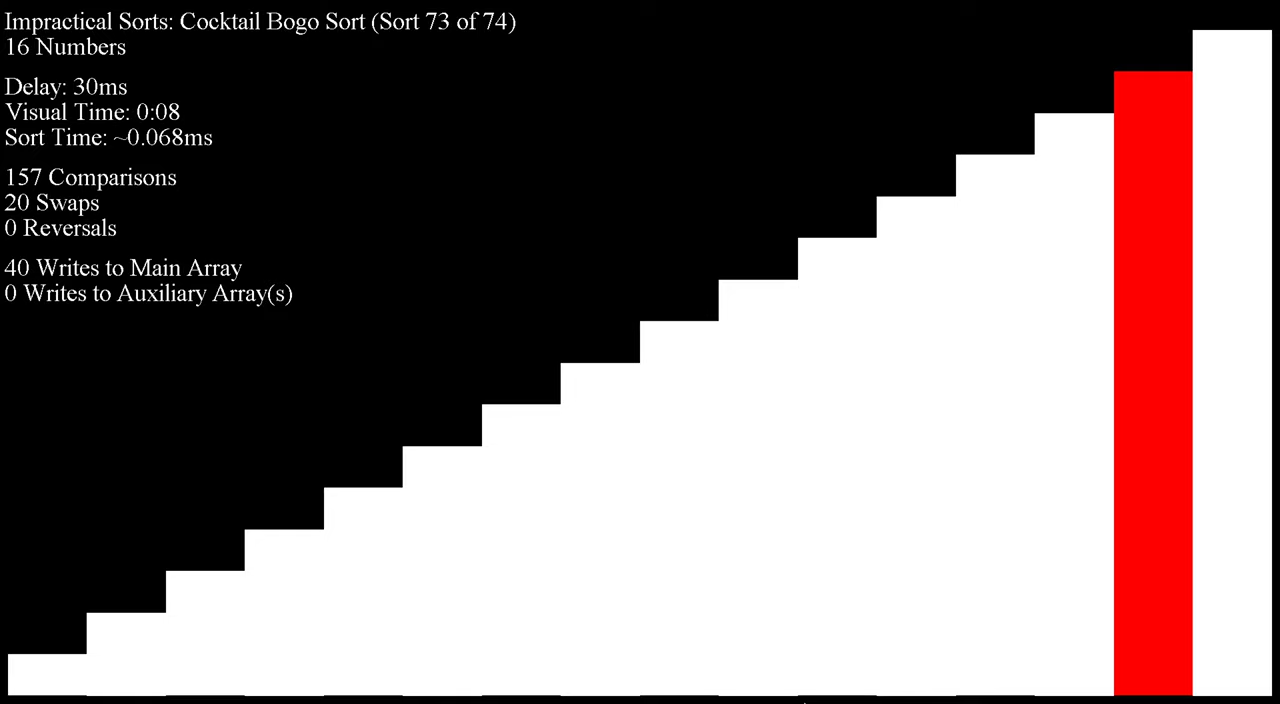 Impractical Sorts: Cocktail Bogo Sort (Sort 73 of 74)
16 Numbers
Delay: 30ms
Visual Time: 0:08
Sort Time: ~0.068ms
157 Comparisons
20 Swaps
0 Reversals
40 Writes to Main Array
0 Writes to Auxiliary Array(s)